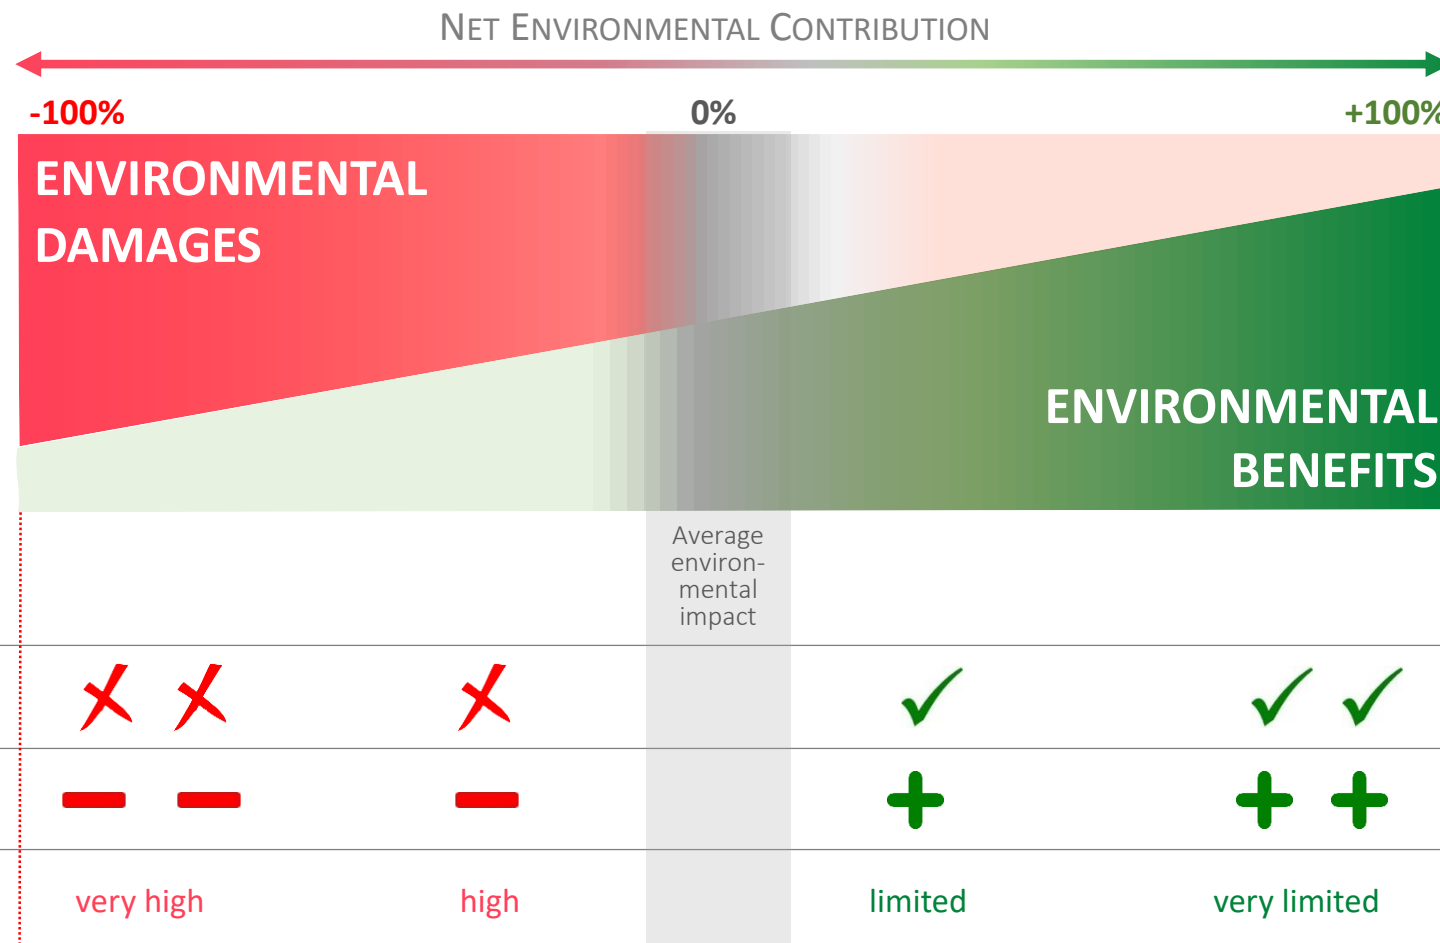 NET ENVIRONMENTAL CONTRIBUTION
-100% 0% +100%
ENVIRONMENTAL
DAMAGES
ENVIRONMENTAL
BENEFITS
Average
environ-
mental
impact
very high high limited very limited